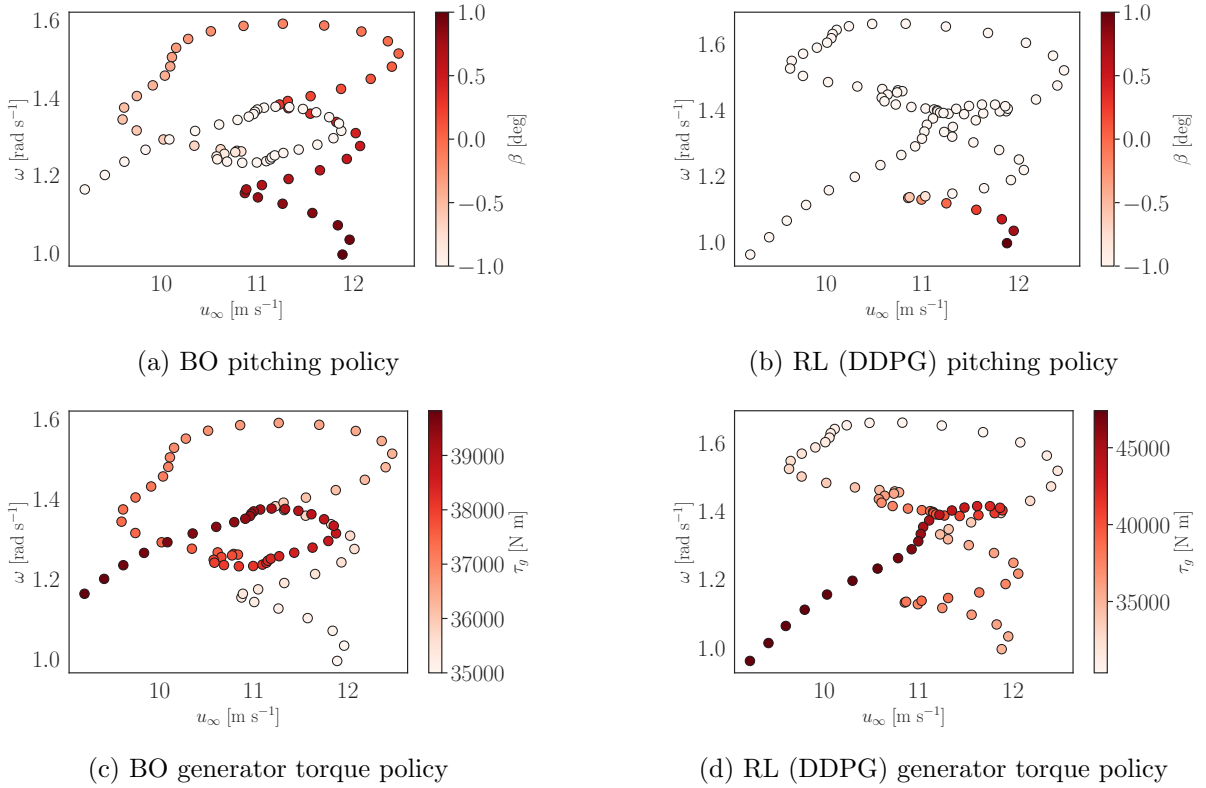 1.6
1.4
1.2
1.0
ω [rad s⁻¹]
10 11 12
u∞ [m s⁻¹]
1.0
0.5
0.0
−0.5
−1.0
β [deg]
(a) BO pitching policy
1.6
1.4
1.2
1.0
ω [rad s⁻¹]
10 11 12
u∞ [m s⁻¹]
1.0
0.5
0.0
−0.5
−1.0
β [deg]
(b) RL (DDPG) pitching policy
1.6
1.4
1.2
1.0
ω [rad s⁻¹]
10 11 12
u∞ [m s⁻¹]
39000
38000
37000
36000
35000
τg [N m]
(c) BO generator torque policy
1.6
1.4
1.2
1.0
ω [rad s⁻¹]
10 11 12
u∞ [m s⁻¹]
45000
40000
35000
τg [N m]
(d) RL (DDPG) generator torque policy